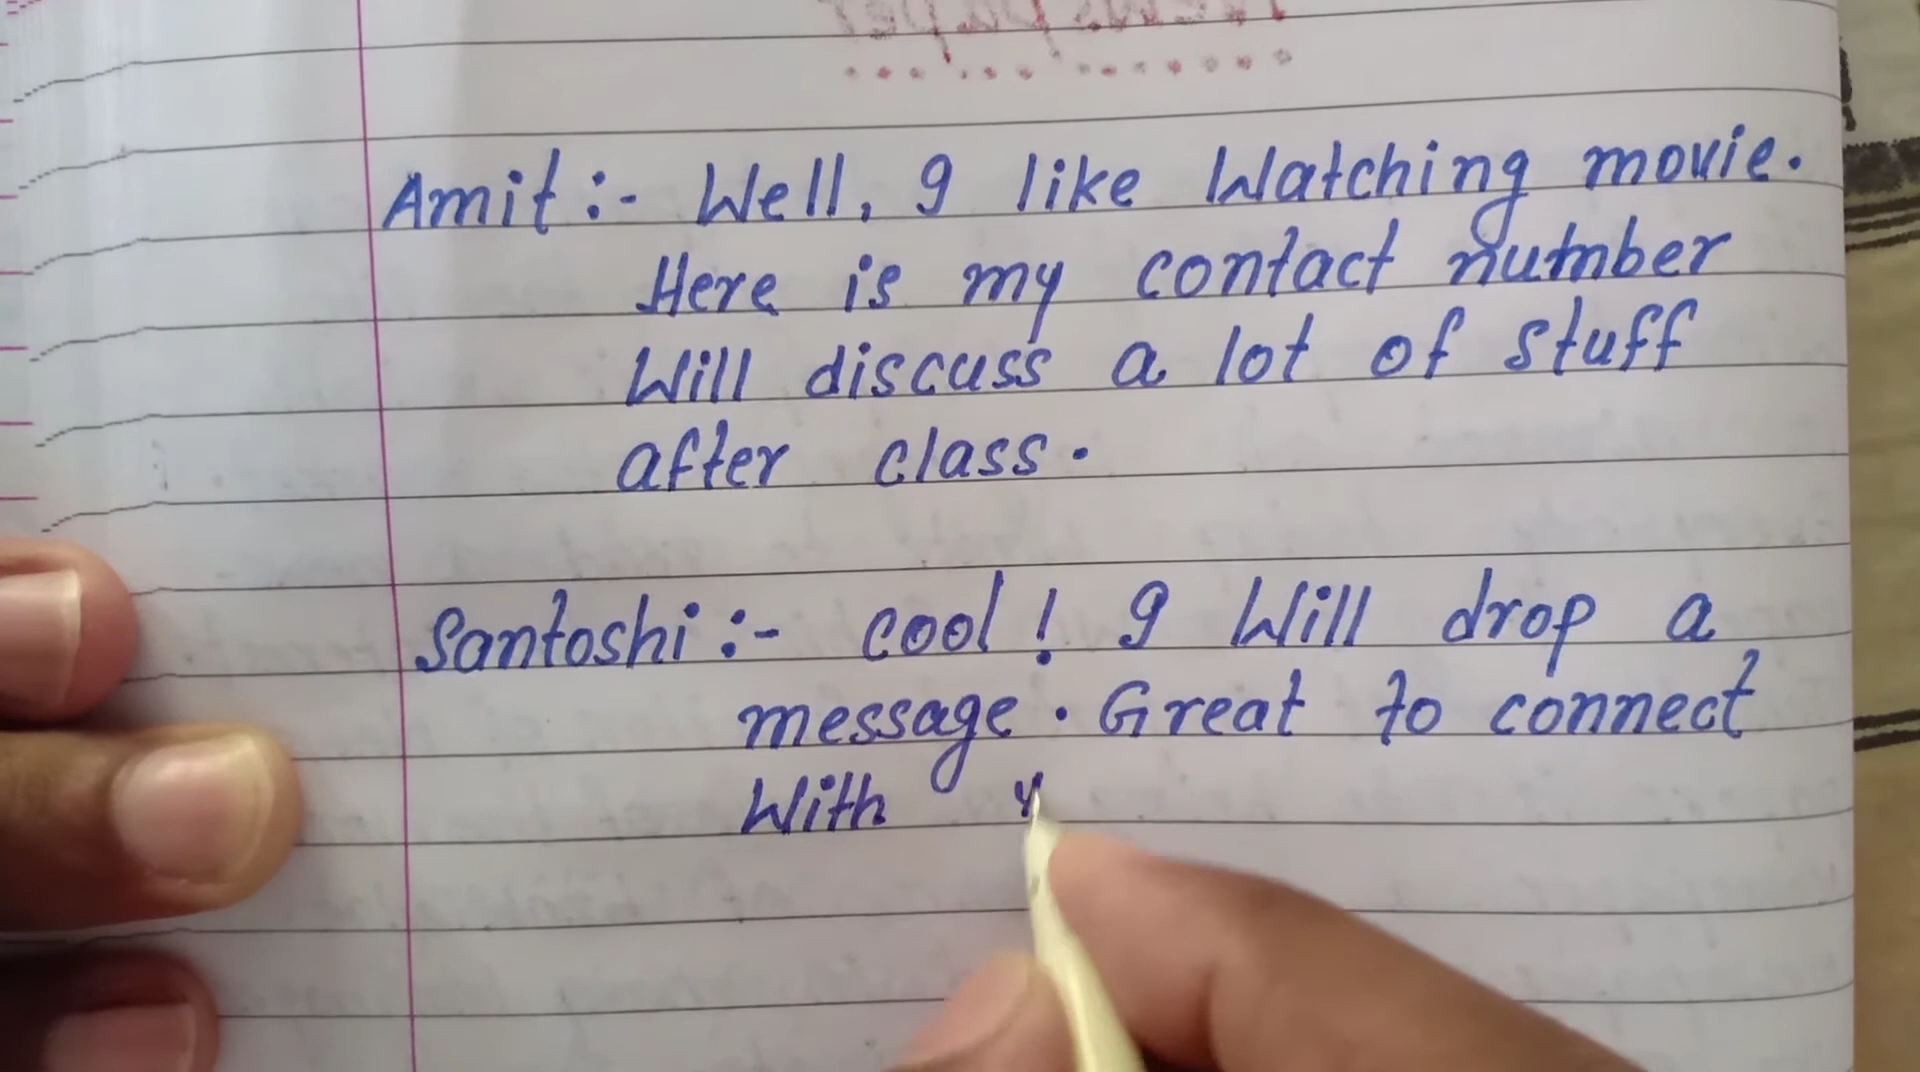 Amit :- Well, I like Watching movie.
Here is my contact number
Will discuss a lot of stuff
after class.
Santoshi :- cool! I Will drop a
message. Great to connect
With y